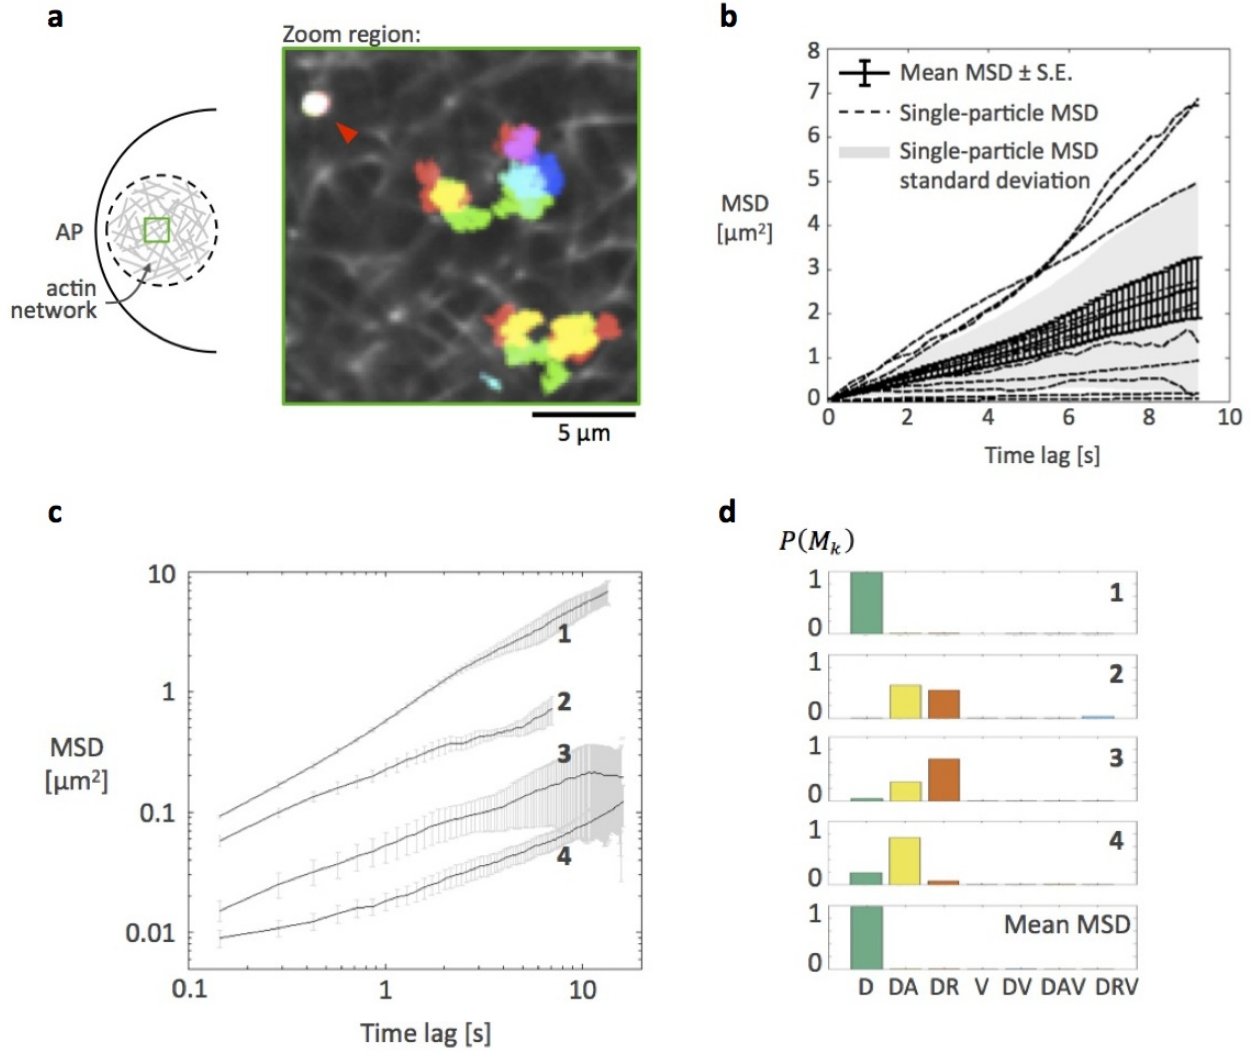 a
Zoom region:
AP
actin
network
5 μm
b
8
7
6
5
4
3
2
1
0
MSD
[μm²]
Mean MSD ± S.E.
Single-particle MSD
Single-particle MSD
standard deviation
0 2 4 6 8 10
Time lag [s]
c
10
1
0.1
0.01
MSD
[μm²]
1
2
3
4
0.1 1 10
Time lag [s]
d
P(Mₖ)
1
0
1
1
0
2
1
0
3
1
0
4
1
0
Mean MSD
D DA DR V DV DAV DRV